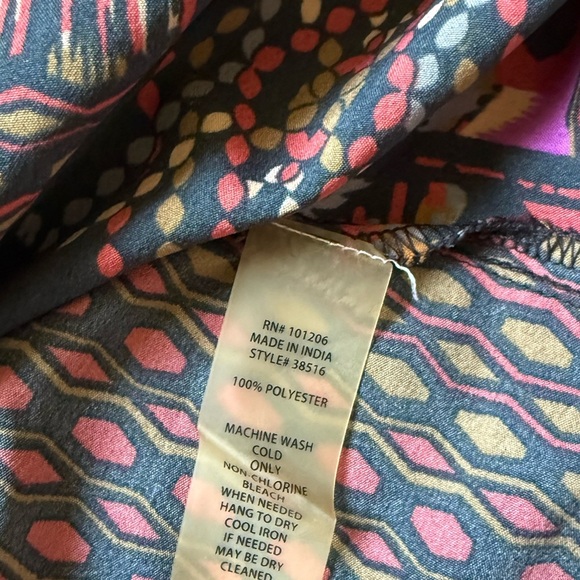 RN# 101206
MADE IN INDIA
STYLE# 38516
100% POLYESTER
MACHINE WASH
COLD
ONLY
NON-CHLORINE
BLEACH
WHEN NEEDED
HANG TO DRY
COOL IRON
IF NEEDED
MAY BE DRY
CLEANED